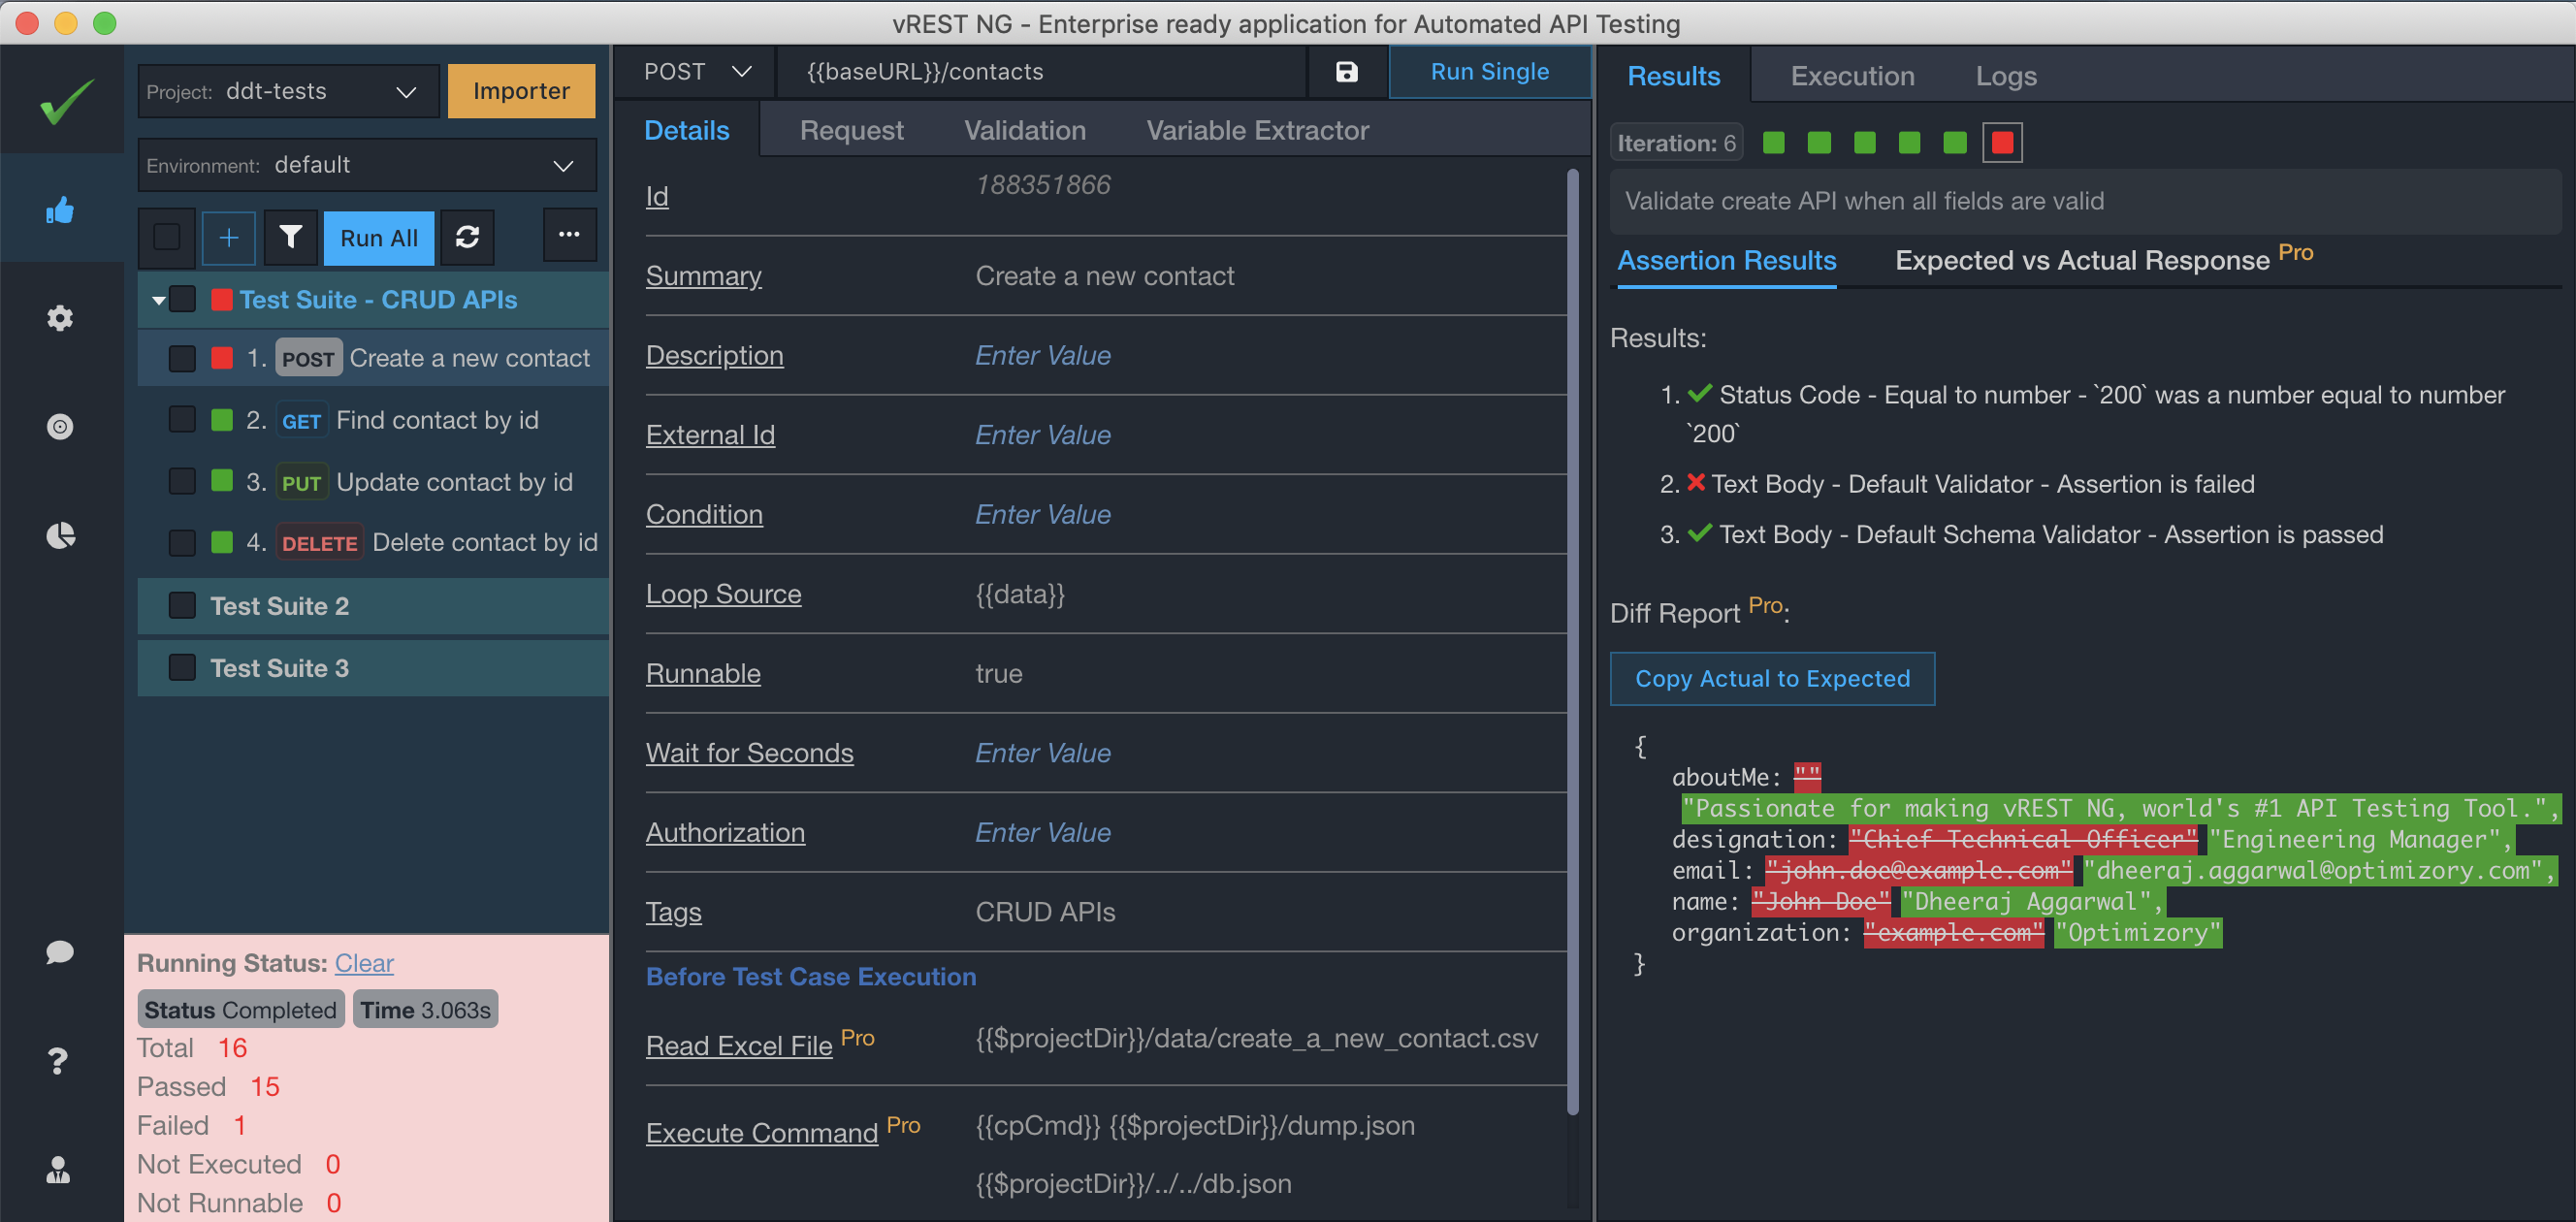 vREST NG - Enterprise ready application for Automated API Testing
Project: ddt-tests
Importer
Environment: default
Run All
Test Suite - CRUD APIs
1. POST Create a new contact
2. GET Find contact by id
3. PUT Update contact by id
4. DELETE Delete contact by id
Test Suite 2
Test Suite 3
Running Status: Clear
Status Completed Time 3.063s
Total 16
Passed 15
Failed 1
Not Executed 0
Not Runnable 0
POST {{baseURL}}/contacts Run Single
Details Request Validation Variable Extractor
Id 188351866
Summary Create a new contact
Description Enter Value
External Id Enter Value
Condition Enter Value
Loop Source {{data}}
Runnable true
Wait for Seconds Enter Value
Authorization Enter Value
Tags CRUD APIs
Before Test Case Execution
Read Excel File Pro {{$projectDir}}/data/create_a_new_contact.csv
Execute Command Pro {{cpCmd}} {{$projectDir}}/dump.json
{{$projectDir}}/../../db.json
Results Execution Logs
Iteration: 6
Validate create API when all fields are valid
Assertion Results Expected vs Actual Response Pro
Results:
1. Status Code - Equal to number - `200` was a number equal to number
`200`
2. Text Body - Default Validator - Assertion is failed
3. Text Body - Default Schema Validator - Assertion is passed
Diff Report Pro:
Copy Actual to Expected
{
aboutMe: ""
"Passionate for making vREST NG, world's #1 API Testing Tool.",
designation: "Chief Technical Officer" "Engineering Manager",
email: "john.doe@example.com" "dheeraj.aggarwal@optimizory.com",
name: "John Doe" "Dheeraj Aggarwal",
organization: "example.com" "Optimizory"
}